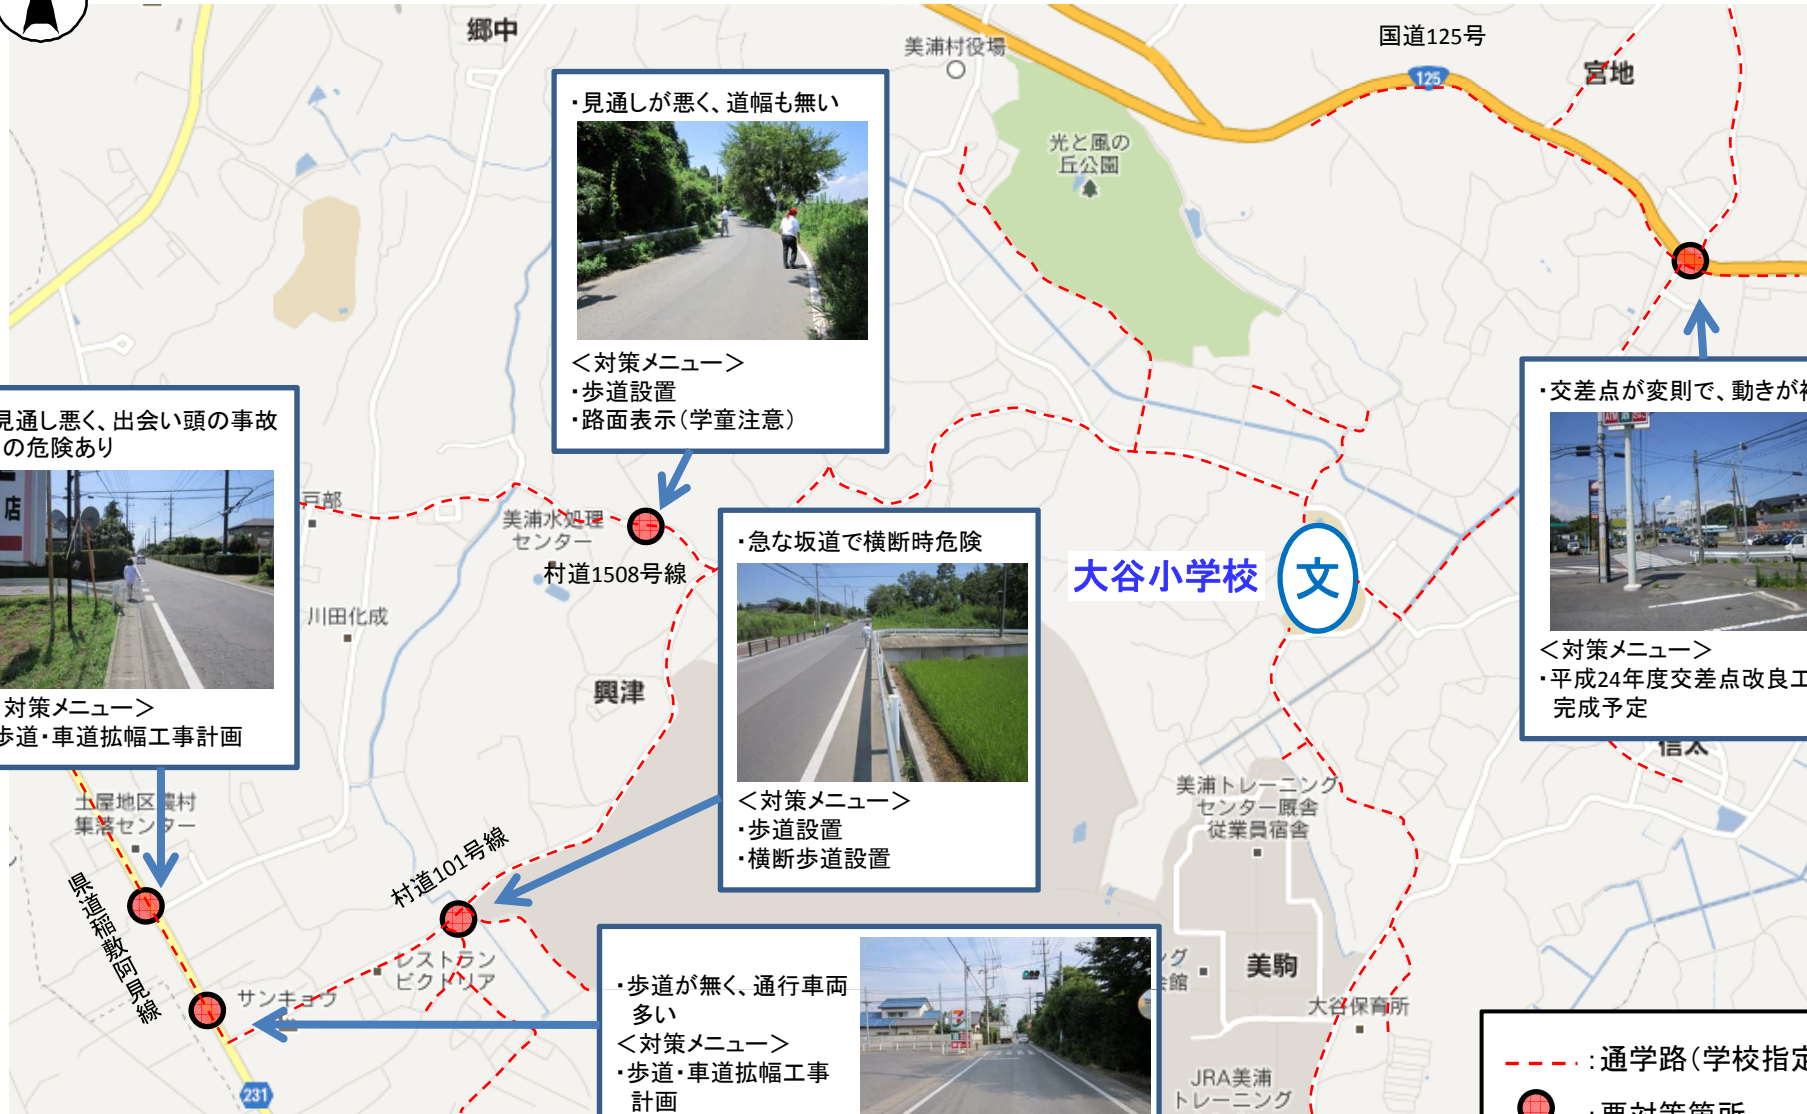 郷中
美浦村役場
国道125号
125
宮地
光と風の
丘公園
・見通しが悪く、道幅も無い
＜対策メニュー＞
・歩道設置
・路面表示（学童注意）
見通し悪く、出会い頭の事故
の危険あり
店
対策メニュー＞
歩道・車道拡幅工事計画
・交差点が変則で、動きが
＜対策メニュー＞
・平成24年度交差点改良工
完成予定
戸部
美浦水処理
センター
村道1508号線
川田化成
興津
・急な坂道で横断時危険
＜対策メニュー＞
・歩道設置
・横断歩道設置
大谷小学校
文
信太
美浦トレーニング
センター厩舎
従業員宿舎
土屋地区農村
集落センター
村道101号線
県道稲敷阿見線
レストラン
ビクトリア
サンキョウ
231
・歩道が無く、通行車両
多い
＜対策メニュー＞
・歩道・車道拡幅工事
計画
グ
会館
美駒
大谷保育所
JRA美浦
トレーニング
：通学路（学校指定
：要対策箇所